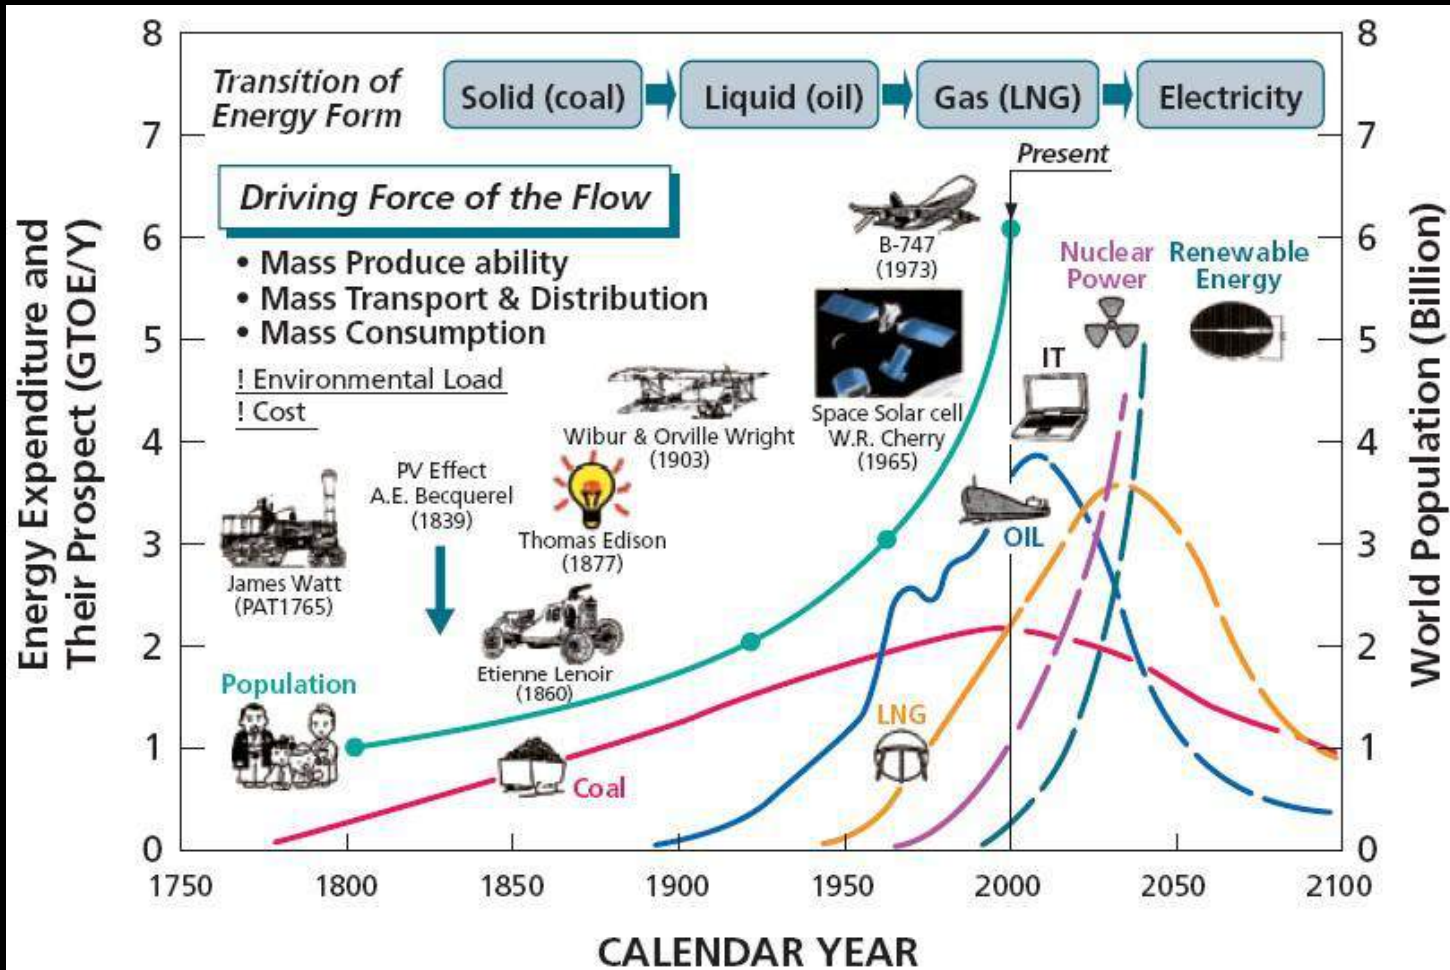 Transition of
Energy Form
Solid (coal)
Liquid (oil)
Gas (LNG)
Electricity
Present
Driving Force of the Flow
• Mass Produce ability
• Mass Transport & Distribution
• Mass Consumption
! Environmental Load
! Cost
B-747
(1973)
Nuclear
Power
Renewable
Energy
IT
Space Solar cell
W.R. Cherry
(1965)
Wibur & Orville Wright
(1903)
PV Effect
A.E. Becquerel
(1839)
Thomas Edison
(1877)
James Watt
(PAT1765)
Etienne Lenoir
(1860)
OIL
Population
LNG
Coal
Energy Expenditure and
Their Prospect (GTOE/Y)
8
7
6
5
4
3
2
1
0
World Population (Billion)
8
7
6
5
4
3
2
1
0
1750 1800 1850 1900 1950 2000 2050 2100
CALENDAR YEAR